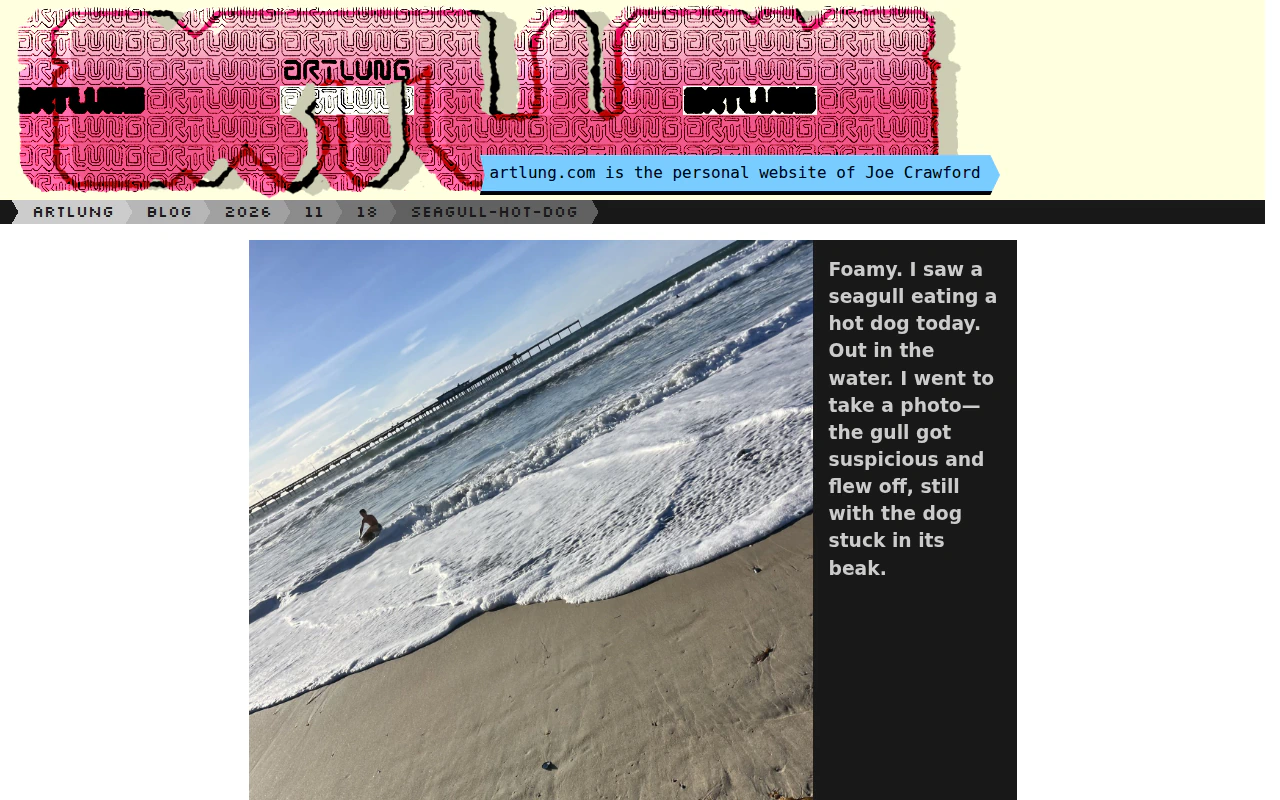 ARTLUNG
ARTLUNG
ARTLUNG
ARTLUNG
artlung.com is the personal website of Joe Crawford
ARTLUNG BLOG 2026 11 18 SEAGULL-HOT-DOG
Foamy. I saw a
seagull eating a
hot dog today.
Out in the
water. I went to
take a photo—
the gull got
suspicious and
flew off, still
with the dog
stuck in its
beak.